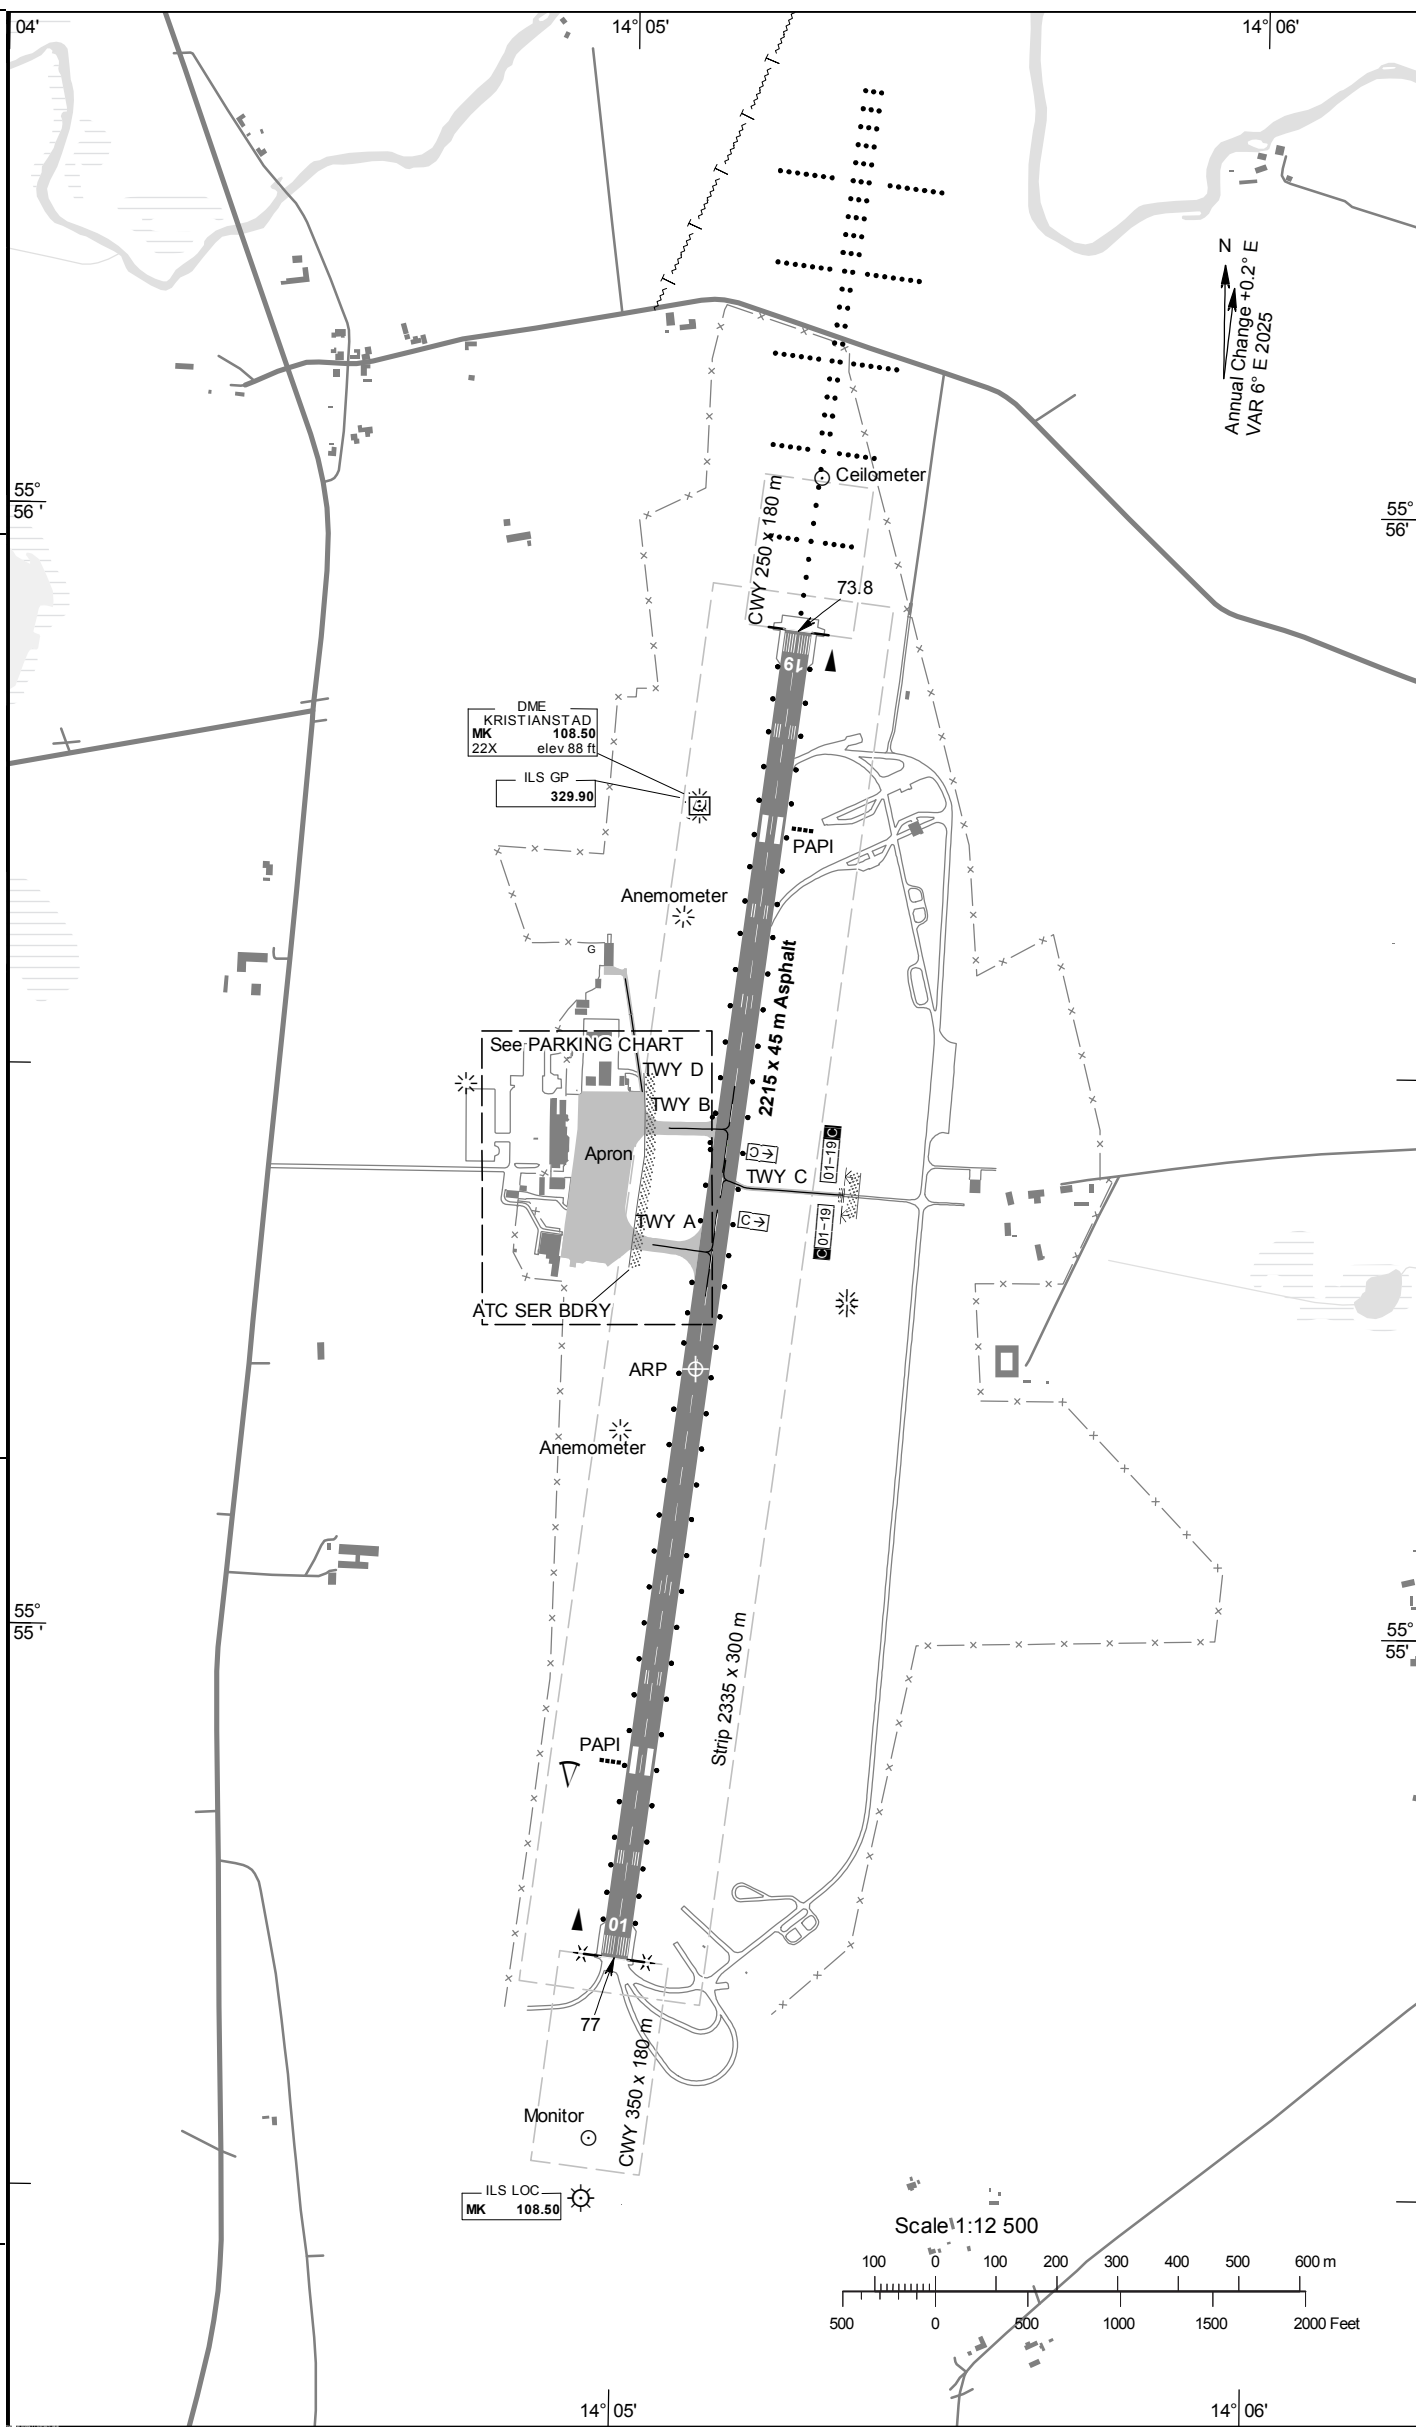 04'
14° 05'
14° 06'
N
Annual Change +0.2° E
VAR 6° E 2025
Ceilometer
55°
56'
55°
56'
CWY 250 x 180 m
73.8
19
DME
KRISTIANSTAD
MK 108.50
22X elev 88 ft
ILS GP
329.90
PAPI
Anemometer
G
2215 x 45 m Asphalt
See PARKING CHART
TWY D
TWY B
Apron
C→
01-19 C
TWY C
TWY A
C→
C 01-19
ATC SER BDRY
ARP
Anemometer
55°
55'
55°
55'
Strip 2335 x 300 m
PAPI
01
77
CWY 350 x 180 m
Monitor
ILS LOC
MK 108.50
Scale 1:12 500
100 0 100 200 300 400 500 600 m
500 0 500 1000 1500 2000 Feet
14° 05'
14° 06'